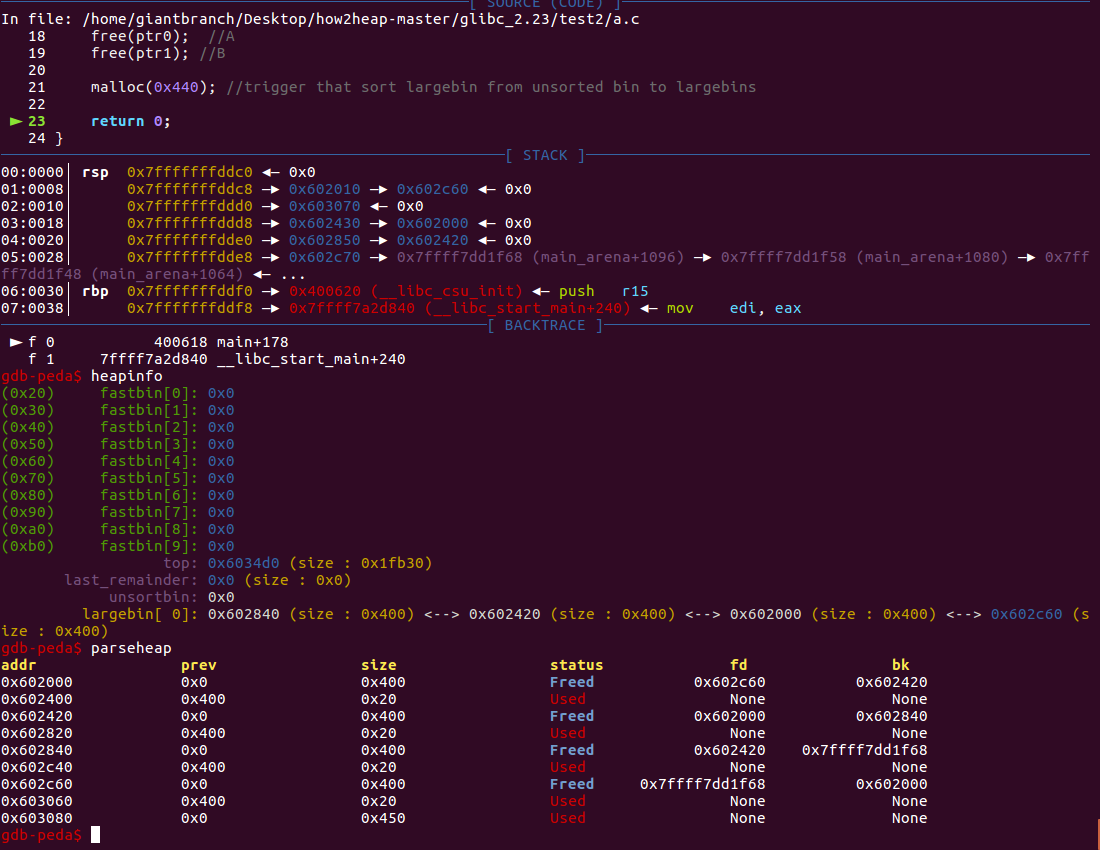 [ SOURCE (CODE) ]
In file: /home/giantbranch/Desktop/how2heap-master/glibc_2.23/test2/a.c
18     free(ptr0);  //A
19     free(ptr1); //B
20
21     malloc(0x440); //trigger that sort largebin from unsorted bin to largebins
22
► 23     return 0;
24 }
[ STACK ]
00:0000│ rsp  0x7fffffffddc0 ◂— 0x0
01:0008│      0x7fffffffddc8 —▸ 0x602010 —▸ 0x602c60 ◂— 0x0
02:0010│      0x7fffffffddd0 —▸ 0x603070 ◂— 0x0
03:0018│      0x7fffffffddd8 —▸ 0x602430 —▸ 0x602000 ◂— 0x0
04:0020│      0x7fffffffdde0 —▸ 0x602850 —▸ 0x602420 ◂— 0x0
05:0028│      0x7fffffffdde8 —▸ 0x602c70 —▸ 0x7ffff7dd1f68 (main_arena+1096) —▸ 0x7ffff7dd1f58 (main_arena+1080) —▸ 0x7ff
ff7dd1f48 (main_arena+1064) ◂— ...
06:0030│ rbp  0x7fffffffddf0 —▸ 0x400620 (__libc_csu_init) ◂— push   r15
07:0038│      0x7fffffffddf8 —▸ 0x7ffff7a2d840 (__libc_start_main+240) ◂— mov    edi, eax
[ BACKTRACE ]
► f 0           400618 main+178
f 1     7ffff7a2d840 __libc_start_main+240
gdb-peda$ heapinfo
(0x20)     fastbin[0]: 0x0
(0x30)     fastbin[1]: 0x0
(0x40)     fastbin[2]: 0x0
(0x50)     fastbin[3]: 0x0
(0x60)     fastbin[4]: 0x0
(0x70)     fastbin[5]: 0x0
(0x80)     fastbin[6]: 0x0
(0x90)     fastbin[7]: 0x0
(0xa0)     fastbin[8]: 0x0
(0xb0)     fastbin[9]: 0x0
top: 0x6034d0 (size : 0x1fb30)
last_remainder: 0x0 (size : 0x0)
unsortbin: 0x0
largebin[ 0]: 0x602840 (size : 0x400) <--> 0x602420 (size : 0x400) <--> 0x602000 (size : 0x400) <--> 0x602c60 (s
ize : 0x400)
gdb-peda$ parseheap
addr                prev                size                 status              fd                bk
0x602000            0x0                 0x400                Freed         0x602c60          0x602420
0x602400            0x400               0x20                 Used              None              None
0x602420            0x0                 0x400                Freed         0x602000          0x602840
0x602820            0x400               0x20                 Used              None              None
0x602840            0x0                 0x400                Freed         0x602420    0x7ffff7dd1f68
0x602c40            0x400               0x20                 Used              None              None
0x602c60            0x0                 0x400                Freed   0x7ffff7dd1f68          0x602000
0x603060            0x400               0x20                 Used              None              None
0x603080            0x0                 0x450                Used              None              None
gdb-peda$